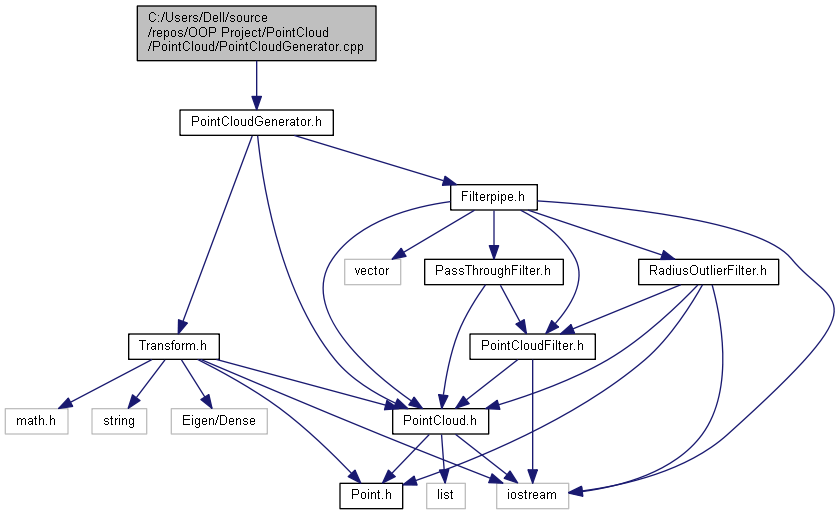 C:/Users/Dell/source
/repos/OOP Project/PointCloud
/PointCloud/PointCloudGenerator.cpp
PointCloudGenerator.h
Filterpipe.h
vector
PassThroughFilter.h
RadiusOutlierFilter.h
Transform.h
PointCloudFilter.h
math.h
string
Eigen/Dense
PointCloud.h
Point.h
list
iostream